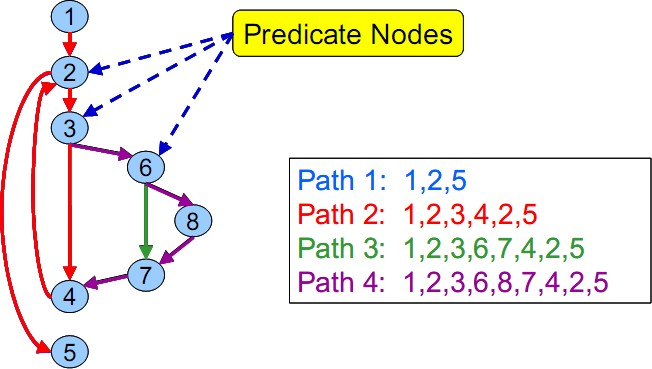 1
Predicate Nodes
2
3
6
8
7
4
5
Path 1: 1,2,5
Path 2: 1,2,3,4,2,5
Path 3: 1,2,3,6,7,4,2,5
Path 4: 1,2,3,6,8,7,4,2,5